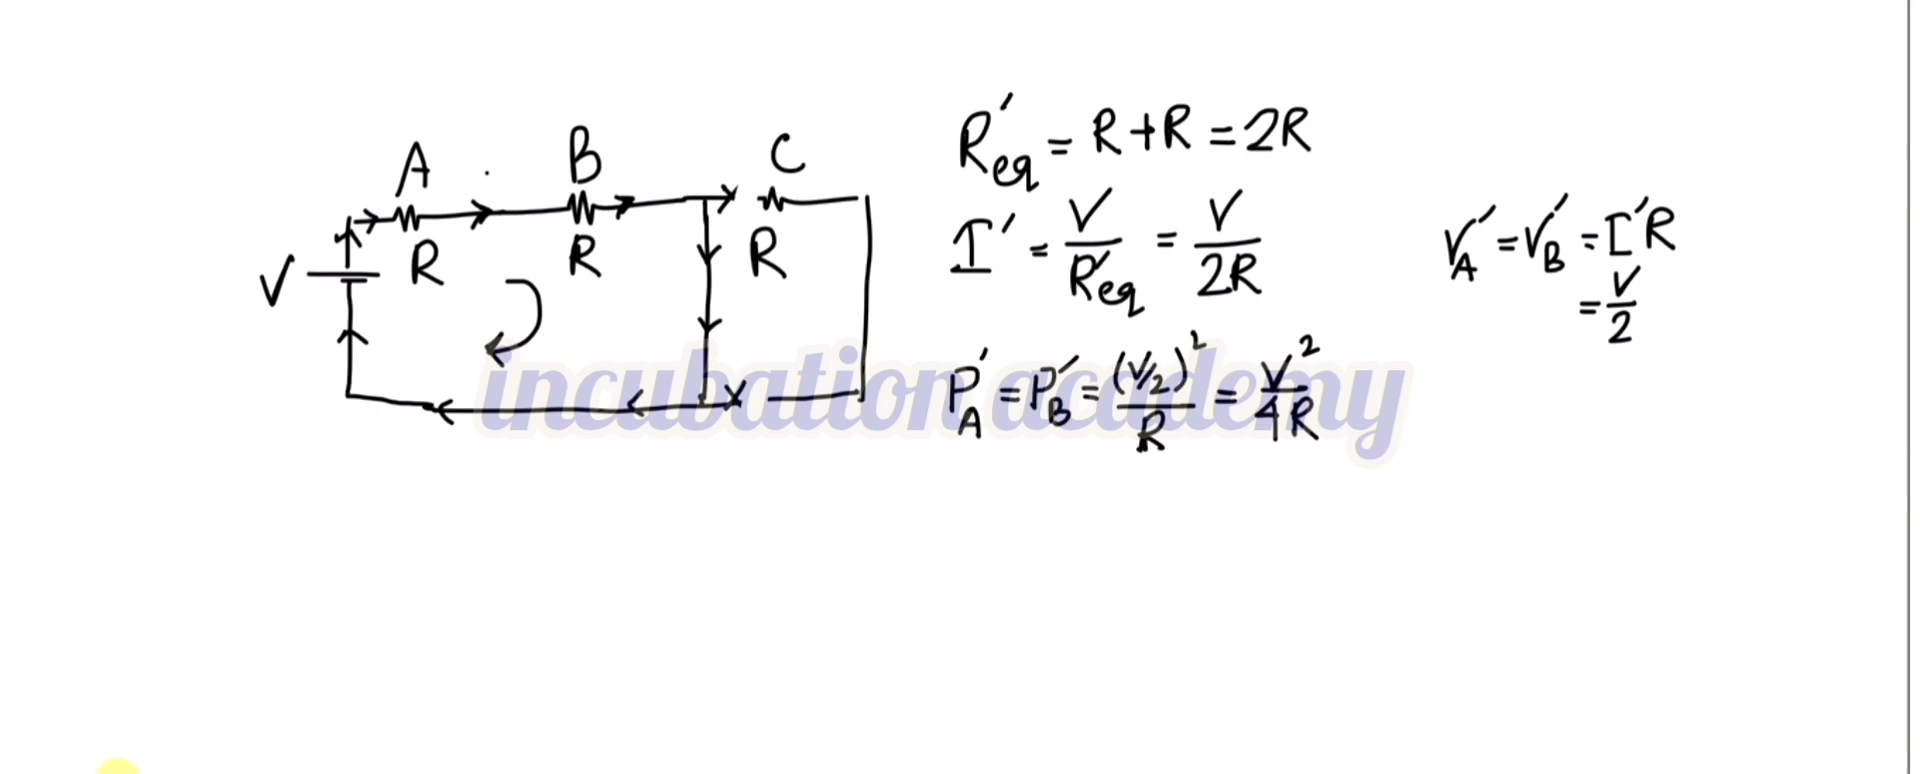 A B C
R R R
V
R'eq = R+R = 2R
I' = V/R'eq = V/2R
V'A = V'B = I'R
= V/2
P'A = P'B = (V/2)²/R = V²/4R
incubation academy